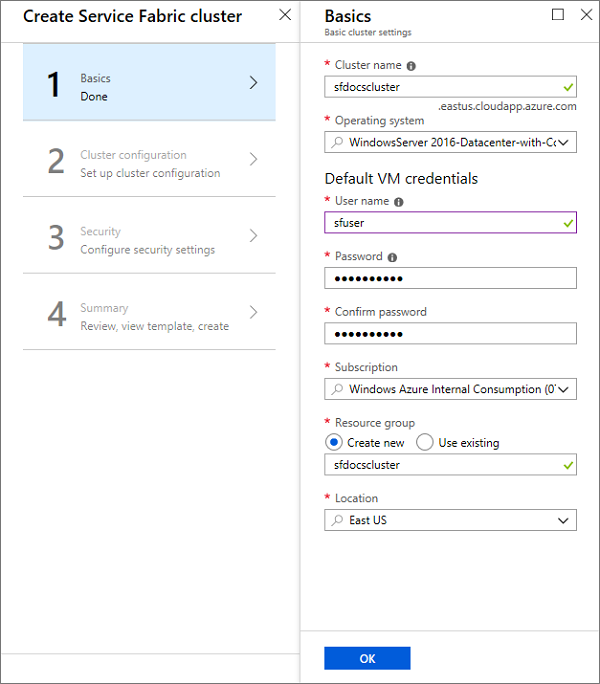 Create Service Fabric cluster
1
Basics
Done
2
Cluster configuration
Set up cluster configuration
3
Security
Configure security settings
4
Summary
Review, view template, create
Basics
Basic cluster settings
* Cluster name
sfdocscluster
.eastus.cloudapp.azure.com
* Operating system
WindowsServer 2016-Datacenter-with-Co
Default VM credentials
* User name
sfuser
* Password
●●●●●●●●●●
* Confirm password
●●●●●●●●●●
* Subscription
Windows Azure Internal Consumption (07
* Resource group
Create new Use existing
sfdocscluster
* Location
East US
OK